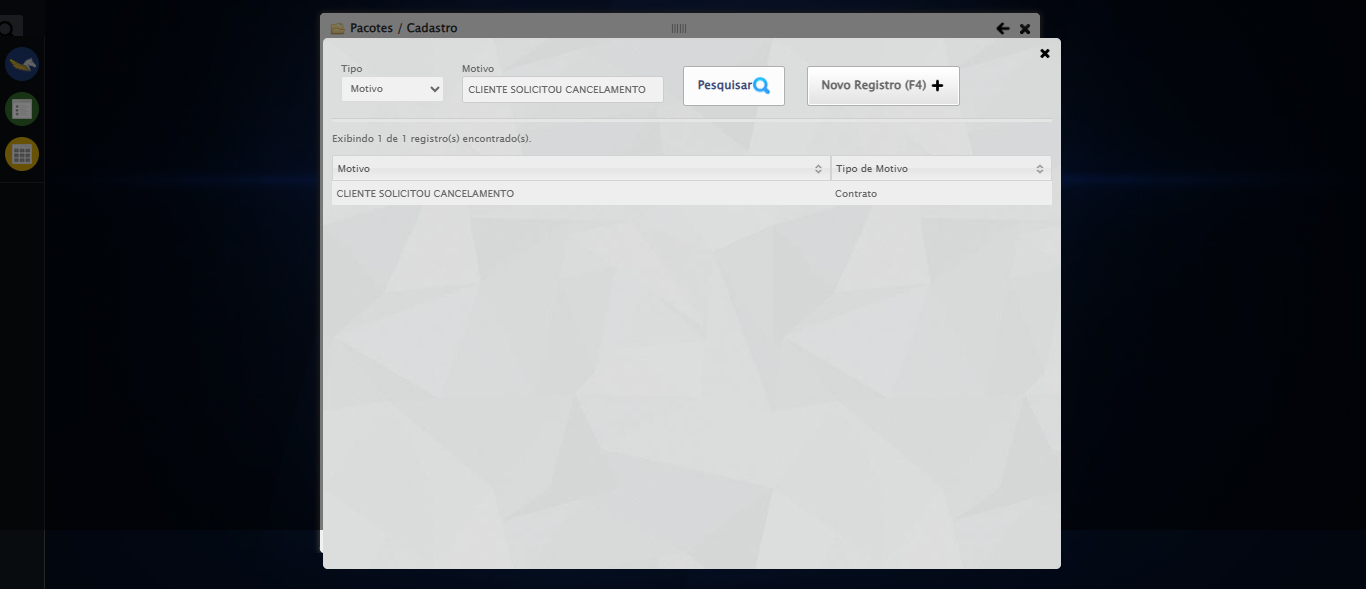 Pacotes / Cadastro
Tipo
Motivo
Motivo
CLIENTE SOLICITOU CANCELAMENTO
Pesquisar
Novo Registro (F4)
Exibindo 1 de 1 registro(s) encontrado(s).
Motivo
Tipo de Motivo
CLIENTE SOLICITOU CANCELAMENTO
Contrato